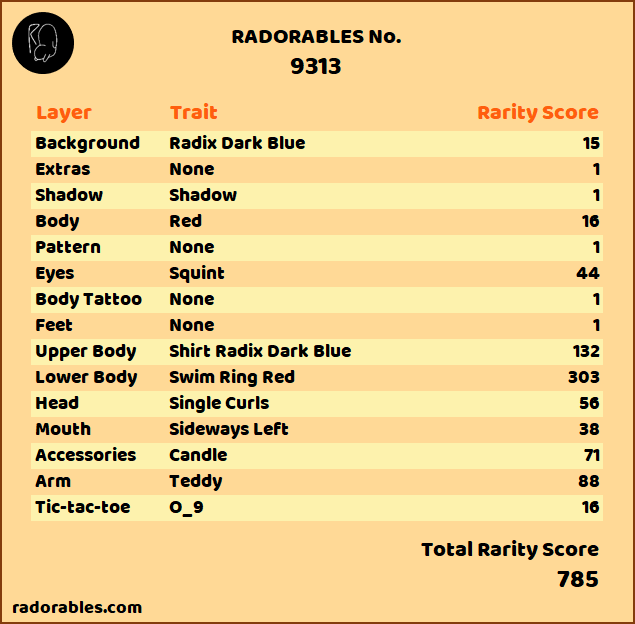 RADORABLES No.
9313
Layer Trait Rarity Score
Background Radix Dark Blue 15
Extras None 1
Shadow Shadow 1
Body Red 16
Pattern None 1
Eyes Squint 44
Body Tattoo None 1
Feet None 1
Upper Body Shirt Radix Dark Blue 132
Lower Body Swim Ring Red 303
Head Single Curls 56
Mouth Sideways Left 38
Accessories Candle 71
Arm Teddy 88
Tic-tac-toe O_9 16
Total Rarity Score
785
radorables.com